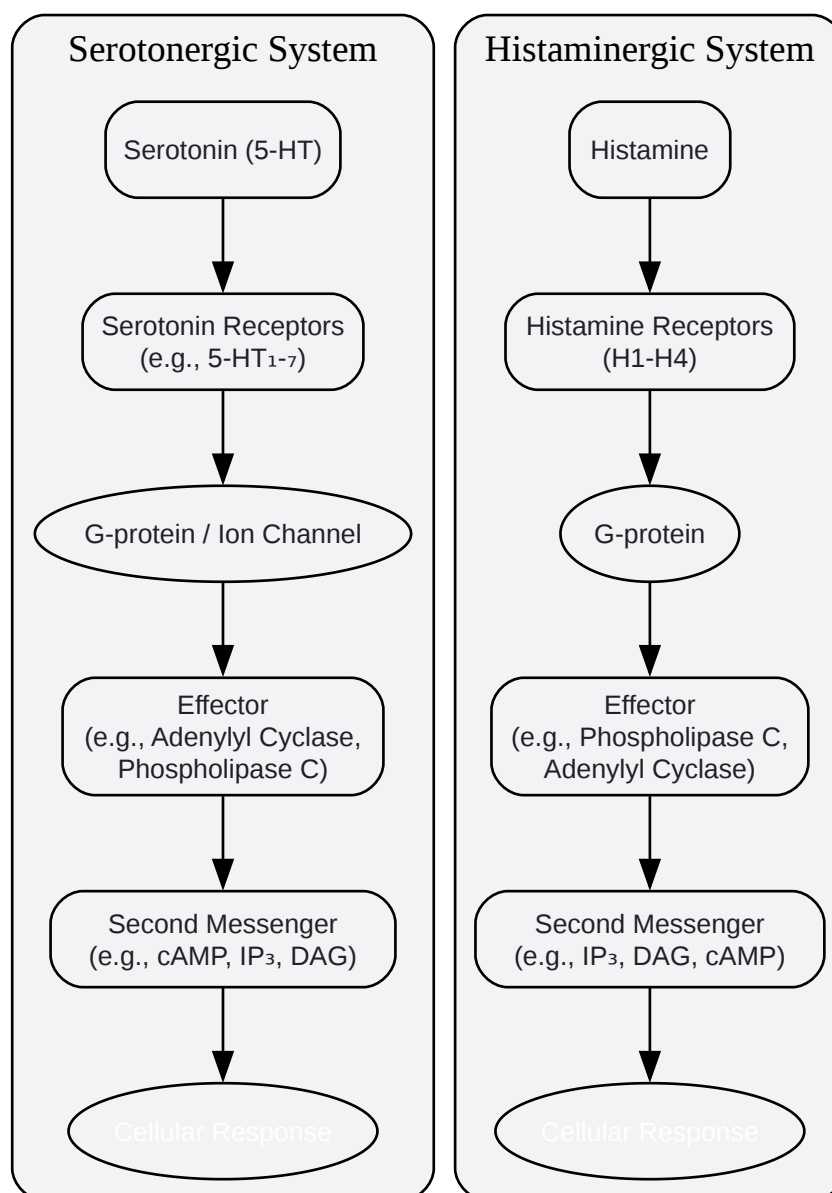 Serotonergic System
Serotonin (5-HT)
Serotonin Receptors
(e.g., 5-HT₁-₇)
G-protein / Ion Channel
Effector
(e.g., Adenylyl Cyclase,
Phospholipase C)
Second Messenger
(e.g., cAMP, IP₃, DAG)
Cellular Response
Histaminergic System
Histamine
Histamine Receptors
(H1-H4)
G-protein
Effector
(e.g., Phospholipase C,
Adenylyl Cyclase)
Second Messenger
(e.g., IP₃, DAG, cAMP)
Cellular Response